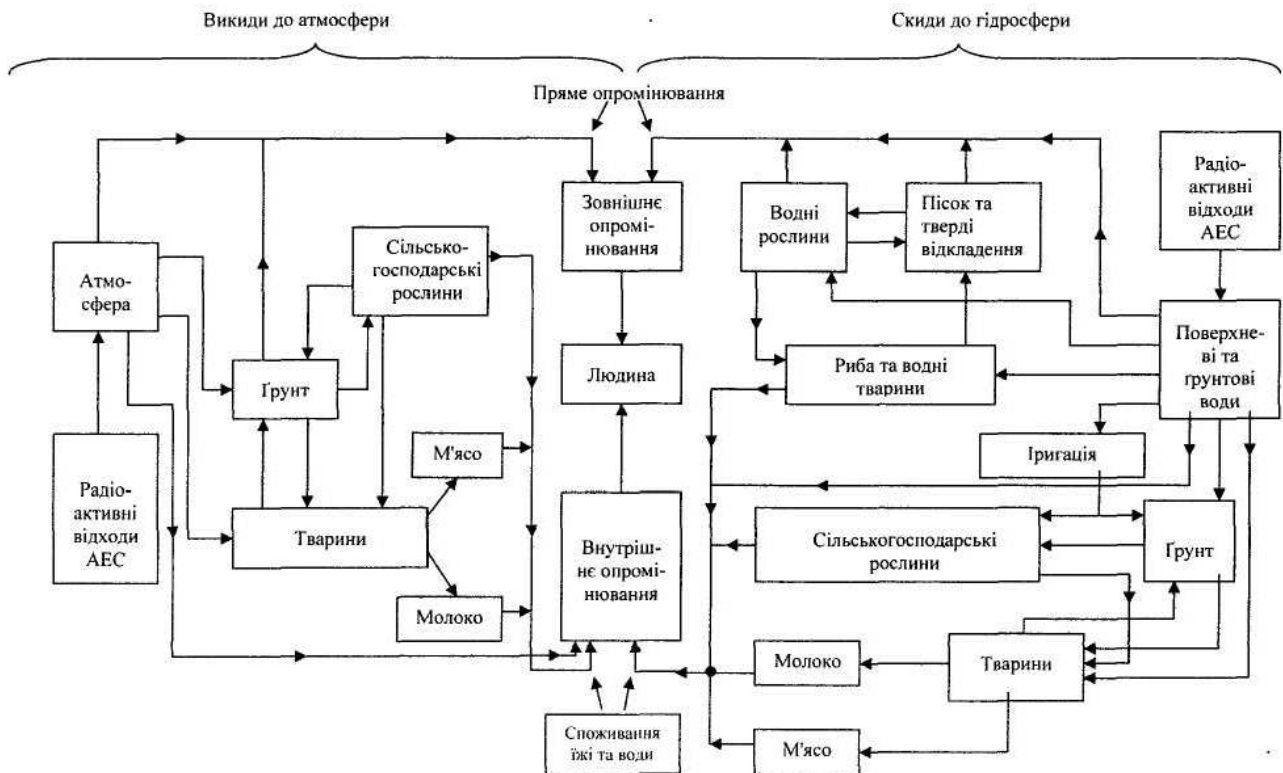 Викиди до атмосфери
Скиди до гідросфери
Пряме опромінювання
Атмо-
сфера
Радіо-
активні
відходи
АЕС
Ґрунт
Сільсько-
господарські
рослини
Тварини
М'ясо
Молоко
Зовнішнє
опромі-
нювання
Людина
Внутріш-
нє опромі-
нювання
Споживання
їжі та води
Водні
рослини
Пісок та
тверді
відкладення
Радіо-
активні
відходи
АЕС
Риба та водні
тварини
Поверхне-
ві та
ґрунтові
води
Іригація
Сільськогосподарські
рослини
Ґрунт
Молоко
Тварини
М'ясо